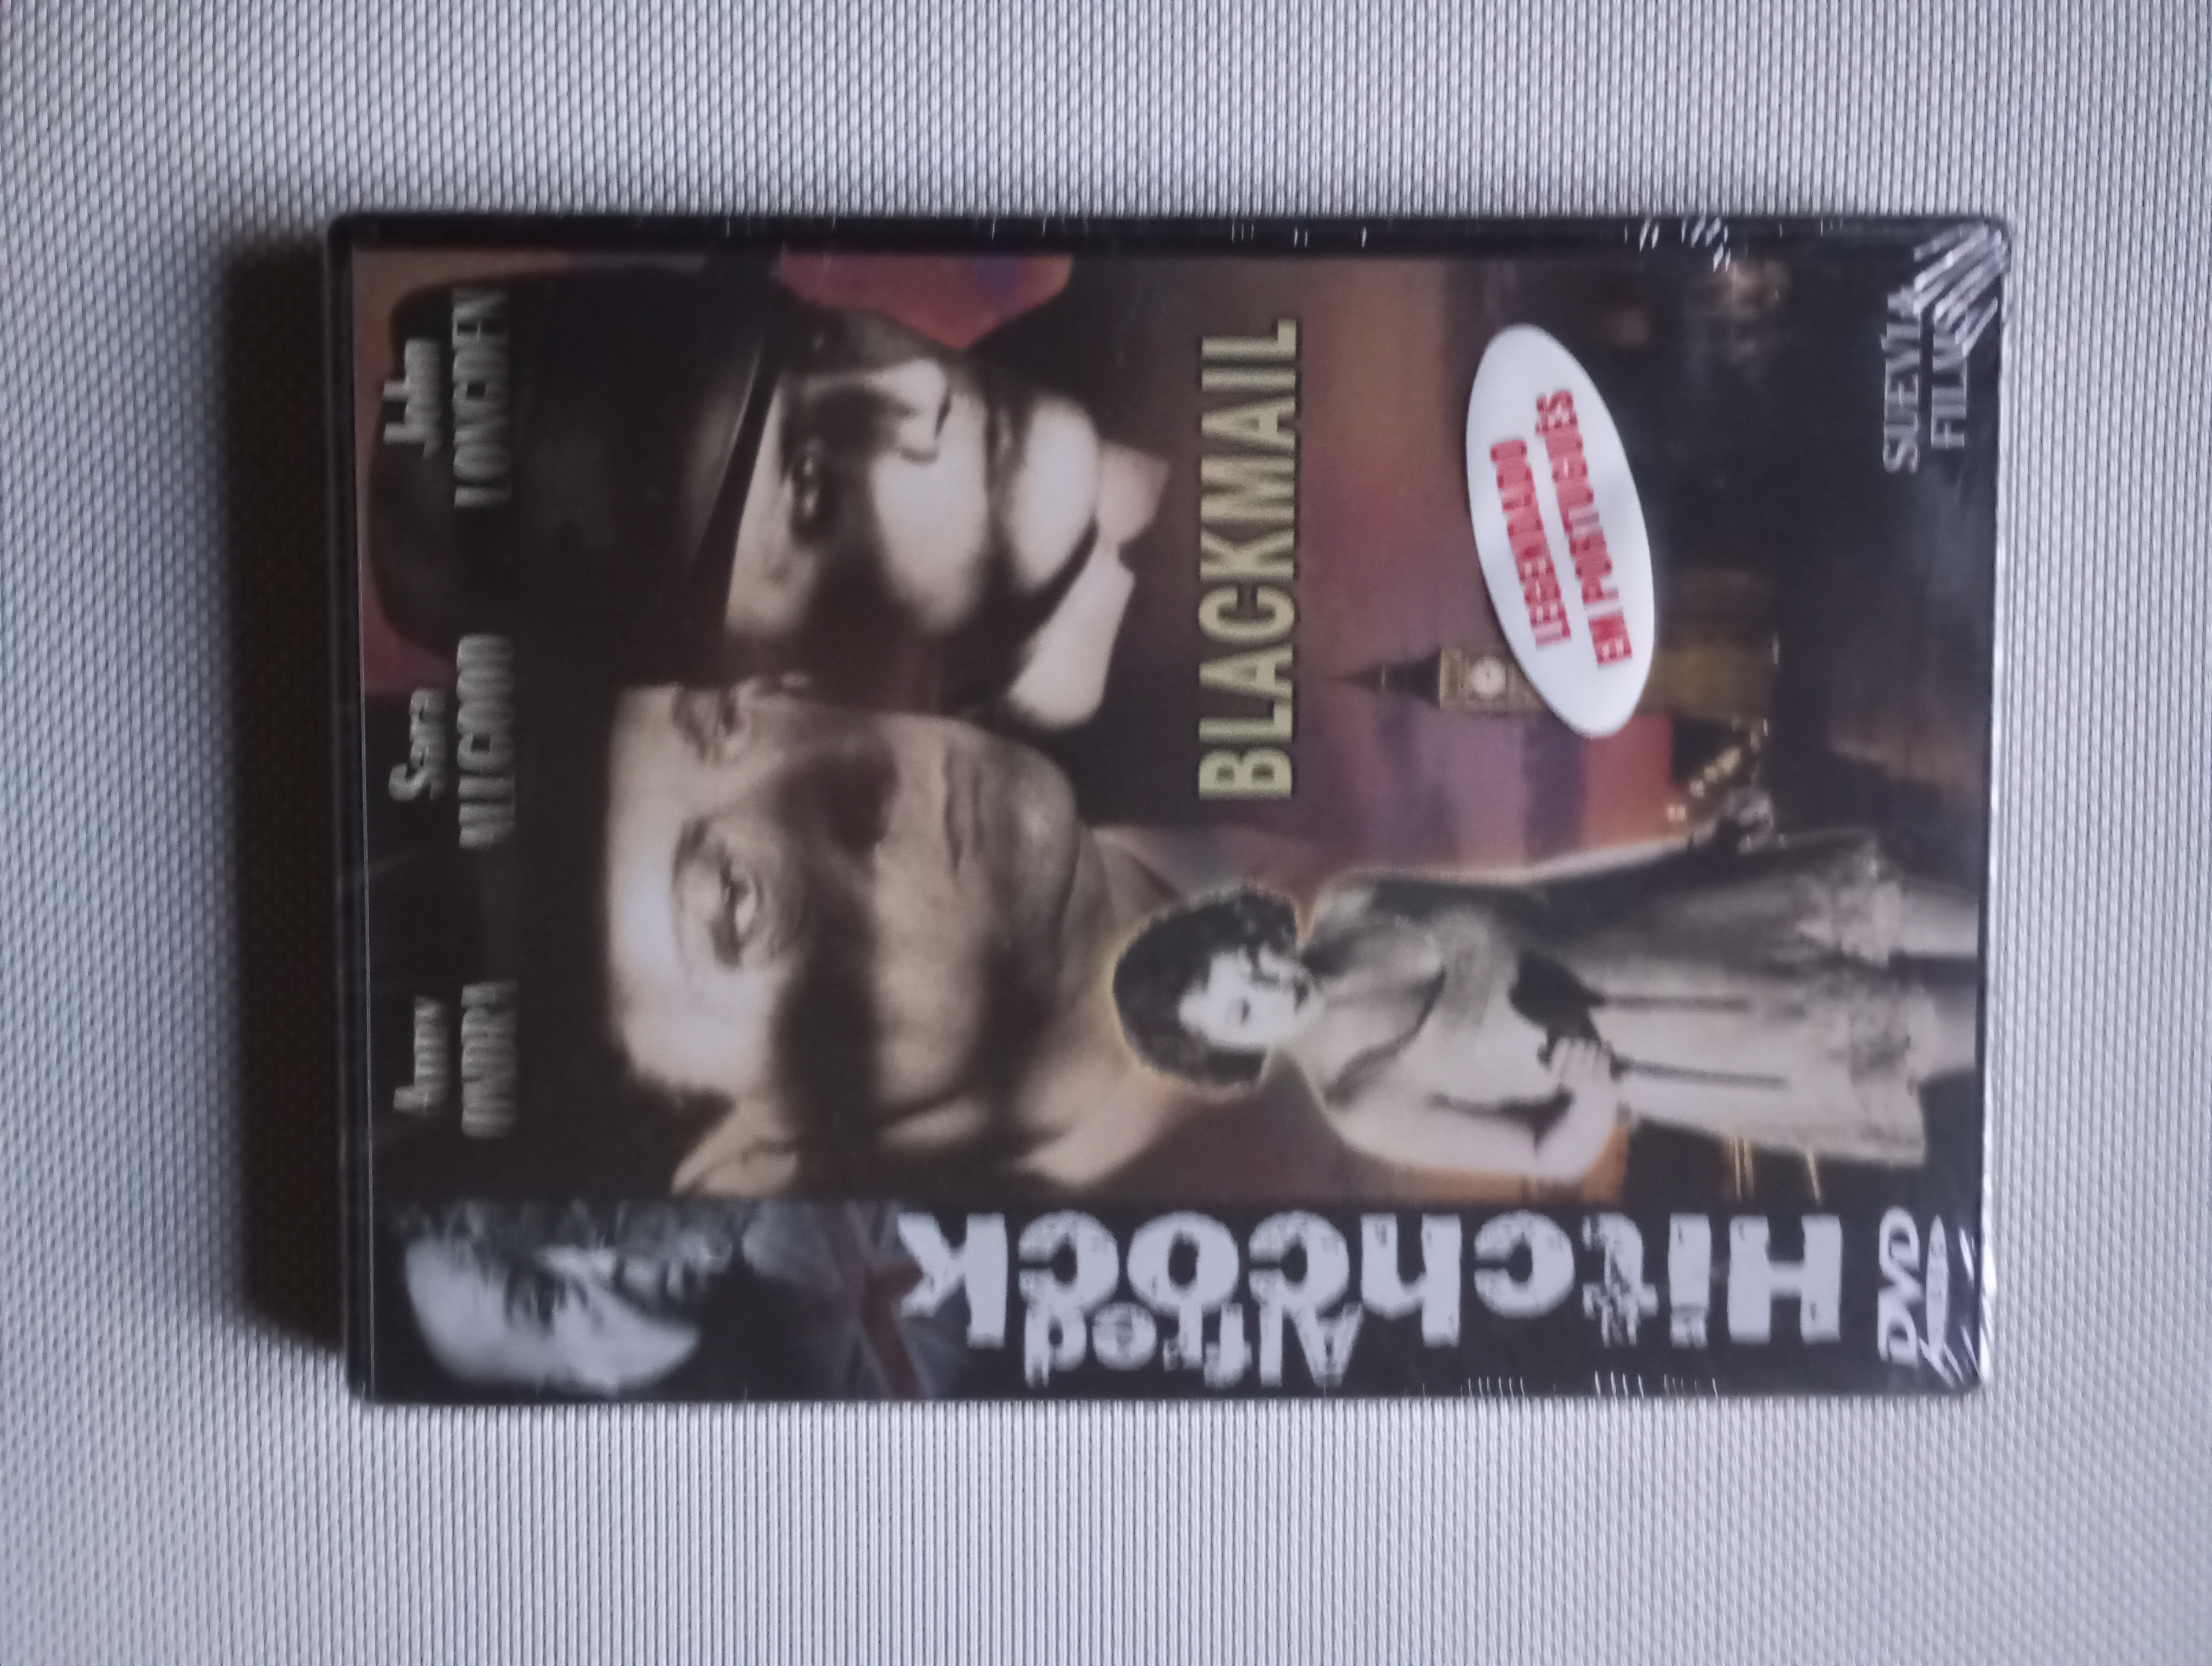 Anny
ONDRA
Sara
ALLGOOD
John
LONGDEN
BLACKMAIL
LEGENDADO
EM PORTUGUÊS
Alfred
Hitchcock
DVD
SUEVIA
FILMS